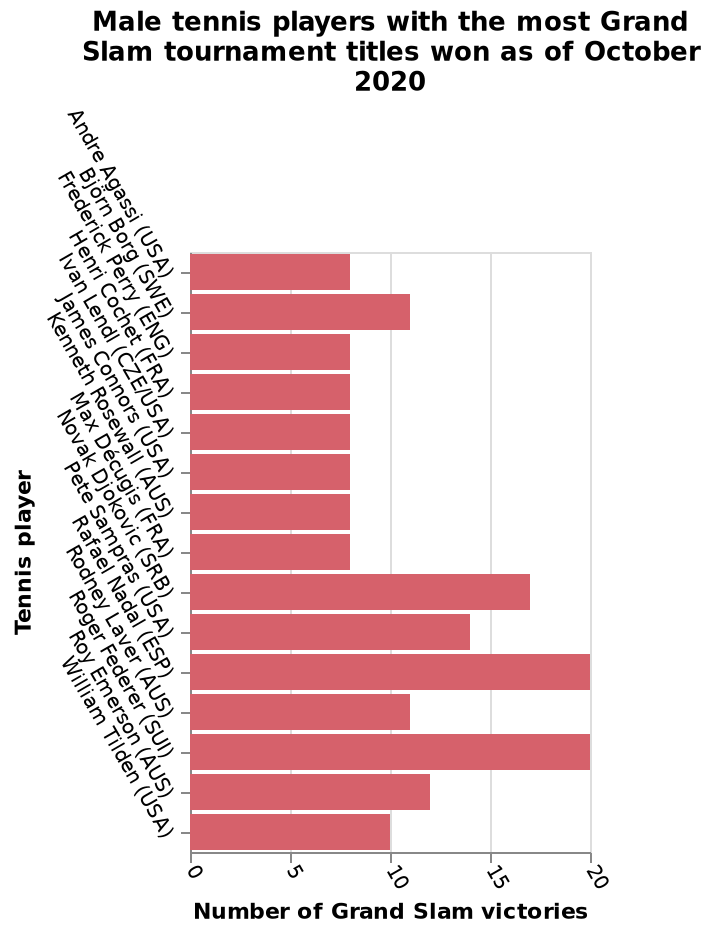 Male tennis players with the most Grand
Slam tournament titles won as of October
2020
Andre Agassi (USA)
Björn Borg (SWE)
Frederick Perry (ENG)
Henri Cochet (FRA)
Ivan Lendl (CZE/USA)
James Connors (USA)
Kenneth Rosewall (AUS)
Max Décugis (FRA)
Novak Djokovic (SRB)
Pete Sampras (USA)
Rafael Nadal (ESP)
Rodney Laver (AUS)
Roger Federer (SUI)
Roy Emerson (AUS)
William Tilden (USA)
Tennis player
0 5 10 15 20
Number of Grand Slam victories